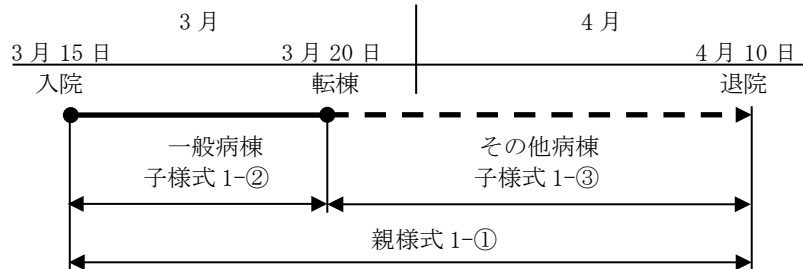 3月 4月
3月15日 3月20日 4月10日
入院 転棟 退院
一般病棟 その他病棟
子様式1-② 子様式1-③
親様式1-①